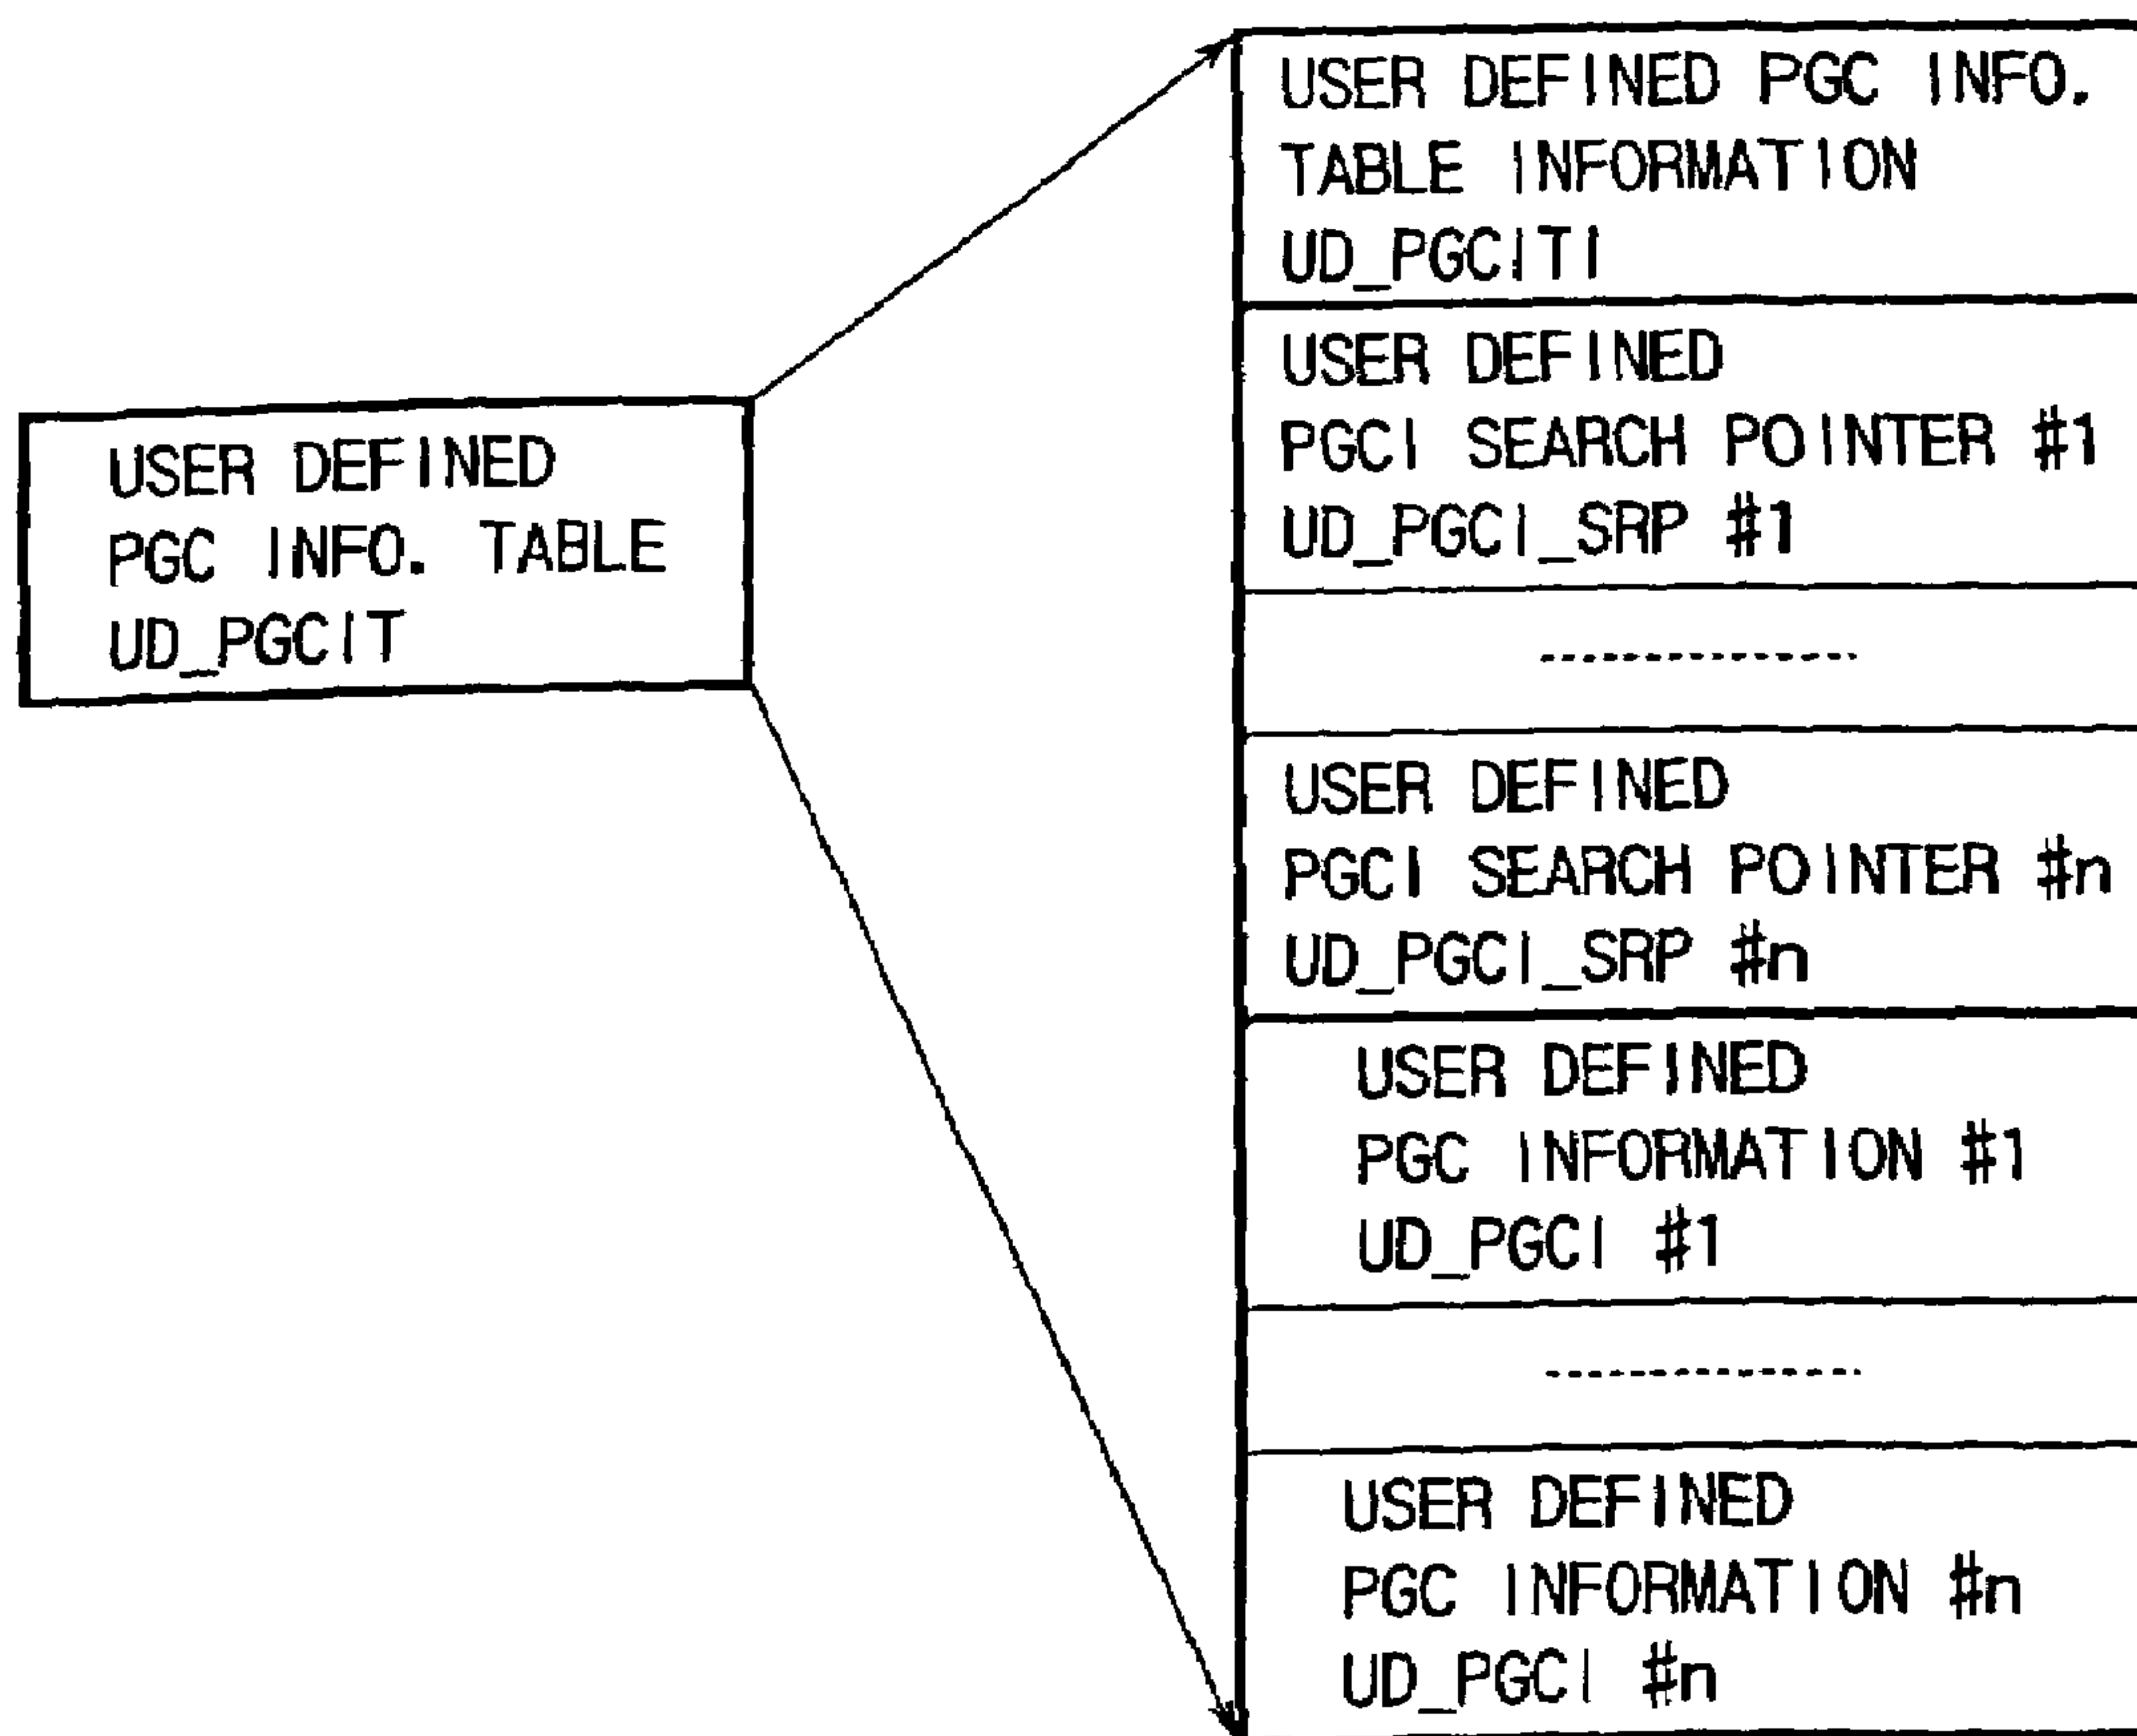 USER DEFINED
PGC INFO. TABLE
UD_PGCIT
USER DEFINED PGC INFO.
TABLE INFORMATION
UD_PGCITI
USER DEFINED
PGCI SEARCH POINTER #1
UD_PGCI_SRP #1
---------------
USER DEFINED
PGCI SEARCH POINTER #n
UD_PGCI_SRP #n
USER DEFINED
PGC INFORMATION #1
UD_PGCI #1
---------------
USER DEFINED
PGC INFORMATION #n
UD_PGCI #n